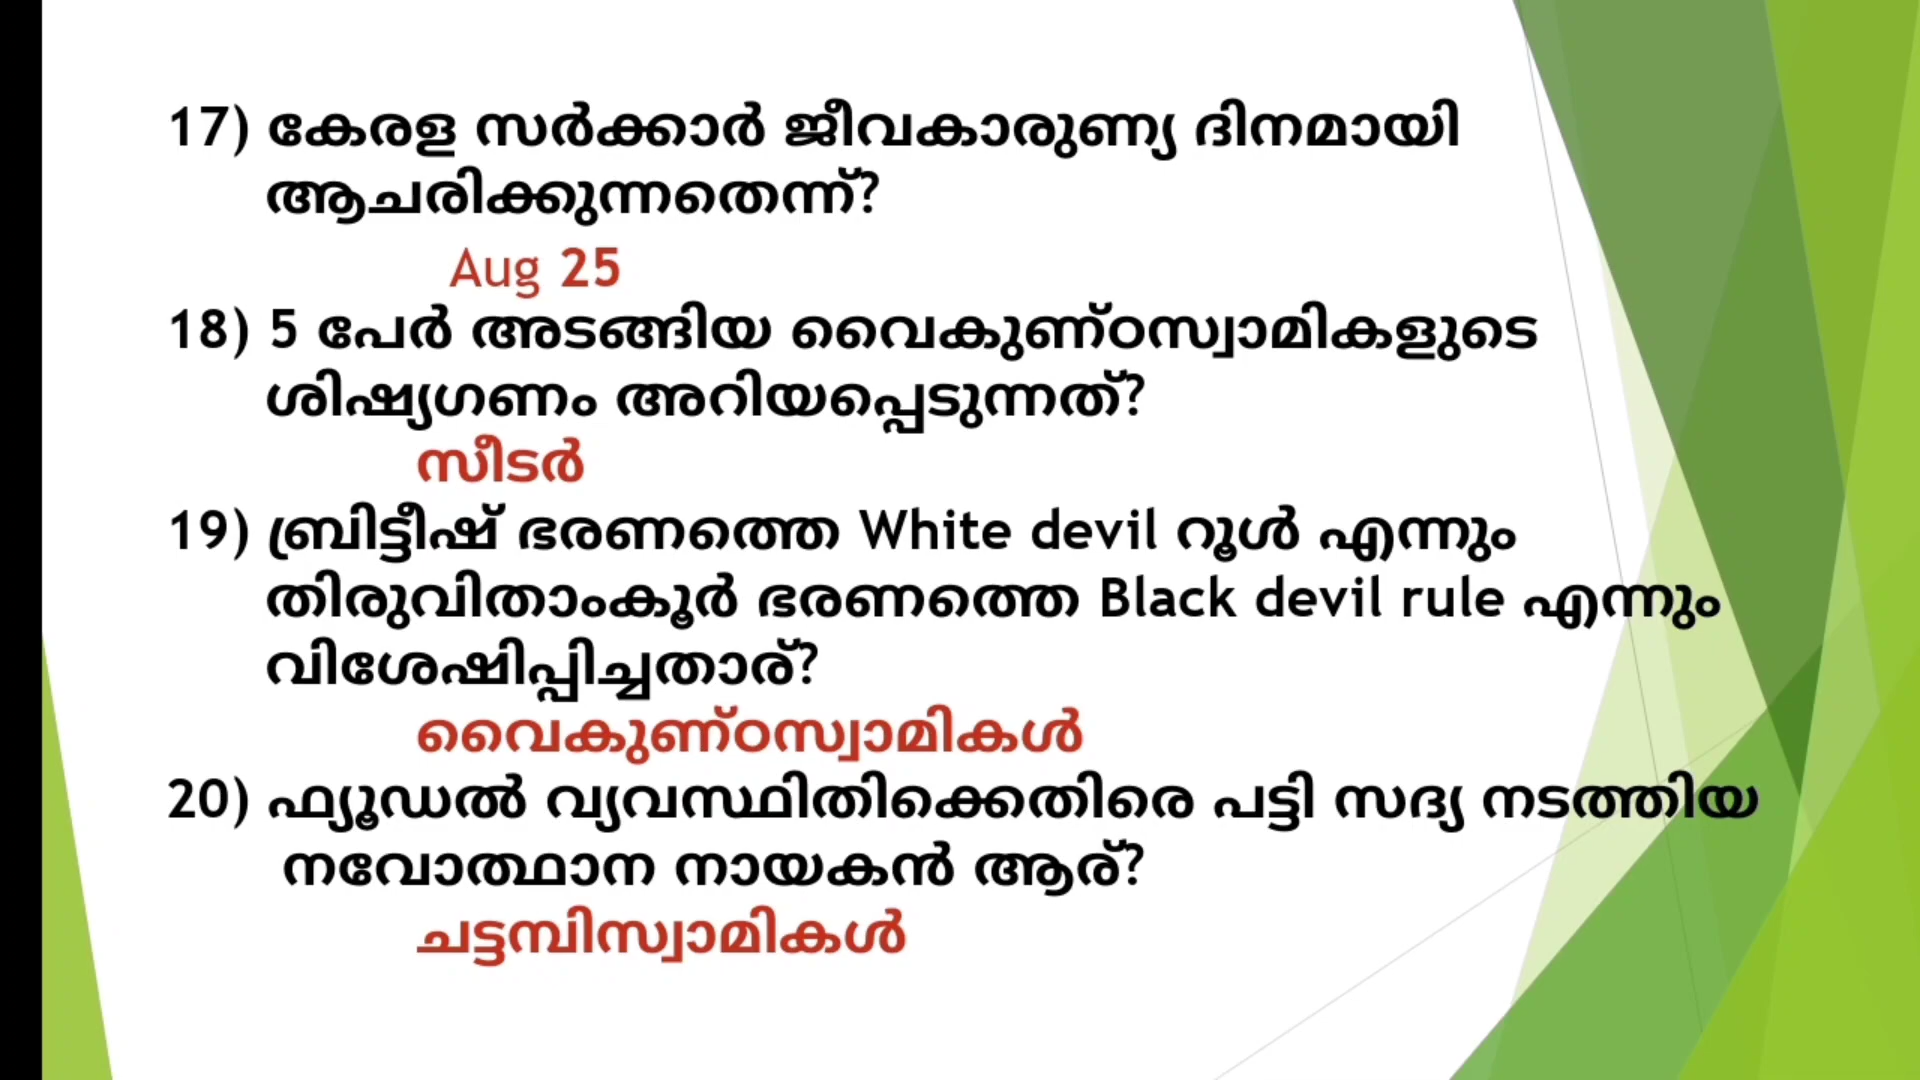 17) കേരള സർക്കാർ ജീവകാരുണ്യ ദിനമായി
ആചരിക്കുന്നതെന്ന്?
Aug 25
18) 5 പേർ അടങ്ങിയ വൈകുണ്ഠസ്വാമികളുടെ
ശിഷ്യഗണം അറിയപ്പെടുന്നത്?
സീടർ
19) ബ്രിട്ടീഷ് ഭരണത്തെ White devil റൂൾ എന്നും
തിരുവിതാംകൂർ ഭരണത്തെ Black devil rule എന്നും
വിശേഷിപ്പിച്ചതാര്?
വൈകുണ്ഠസ്വാമികൾ
20) ഫ്യൂഡൽ വ്യവസ്ഥിതിക്കെതിരെ പട്ടി സദ്യ നടത്തിയ
നവോത്ഥാന നായകൻ ആര്?
ചട്ടമ്പിസ്വാമികൾ